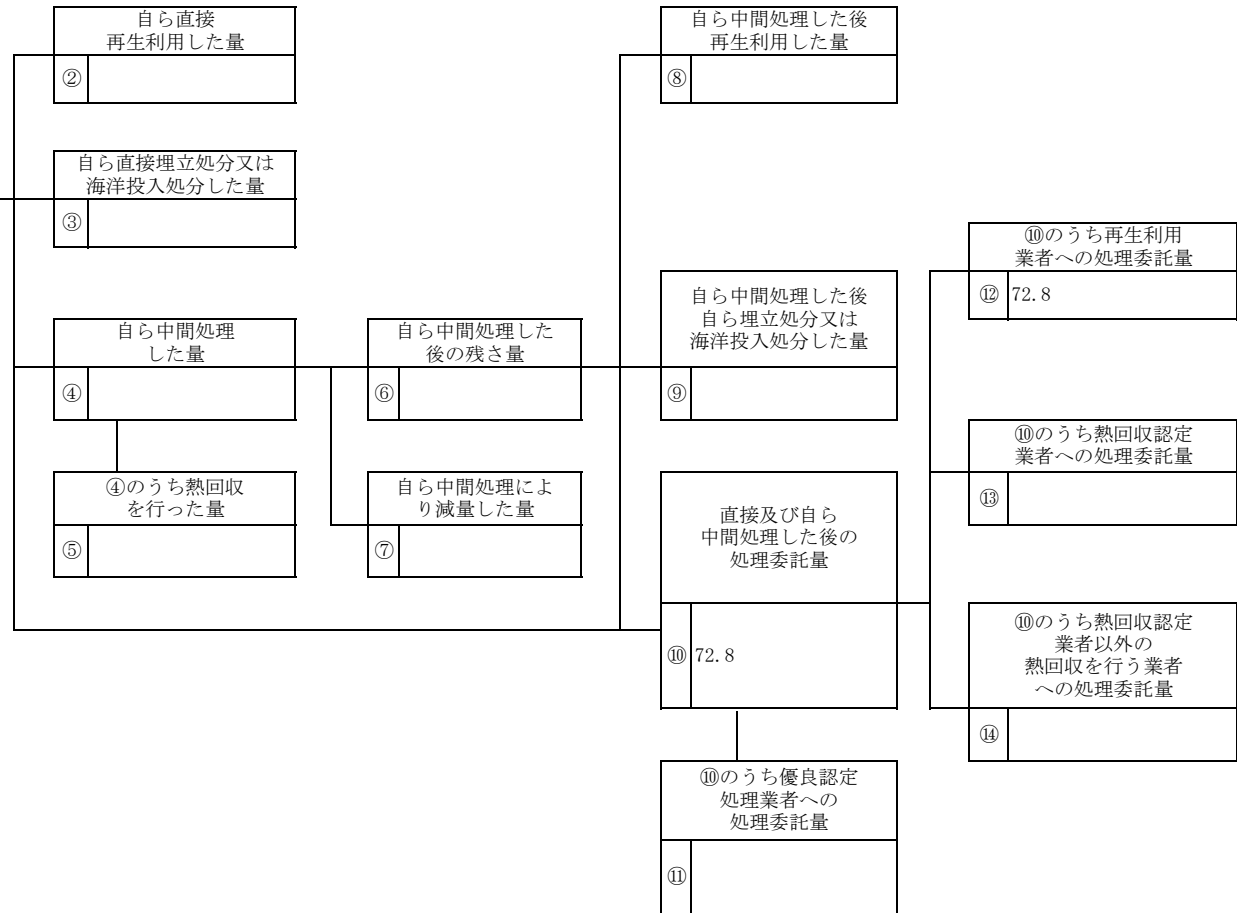 自ら直接
再生利用した量
②
自ら中間処理した後
再生利用した量
⑧
自ら直接埋立処分又は
海洋投入処分した量
③
⑩のうち再生利用
業者への処理委託量
⑫ 72.8
自ら中間処理
した量
④
自ら中間処理した
後の残さ量
⑥
自ら中間処理した後
自ら埋立処分又は
海洋投入処分した量
⑨
⑩のうち熱回収認定
業者への処理委託量
⑬
④のうち熱回収
を行った量
⑤
自ら中間処理によ
り減量した量
⑦
直接及び自ら
中間処理した後の
処理委託量
⑩ 72.8
⑩のうち熱回収認定
業者以外の
熱回収を行う業者
への処理委託量
⑭
⑩のうち優良認定
処理業者への
処理委託量
⑪